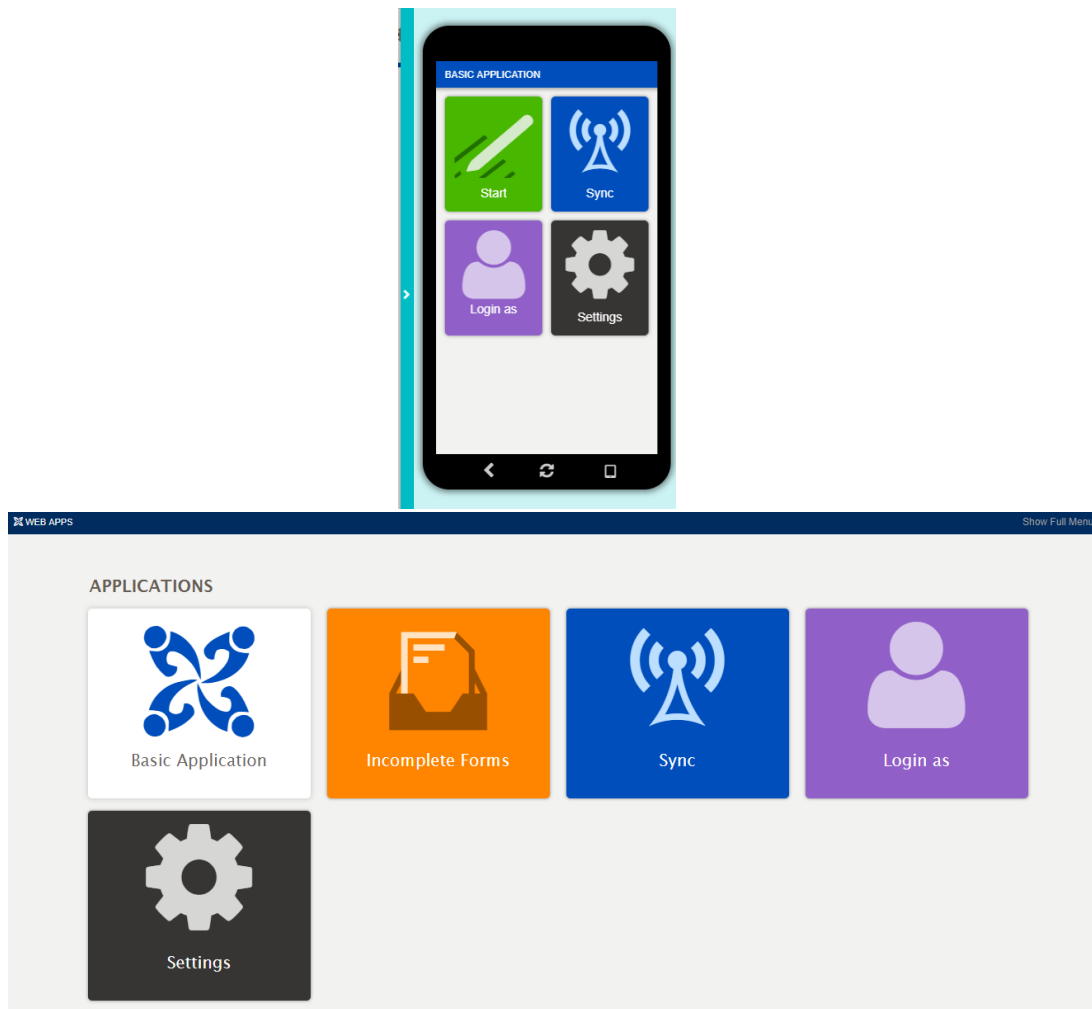 BASIC APPLICATION
Start
Sync
Login as
Settings
WEB APPS
Show Full Menu
APPLICATIONS
Basic Application
Incomplete Forms
Sync
Login as
Settings